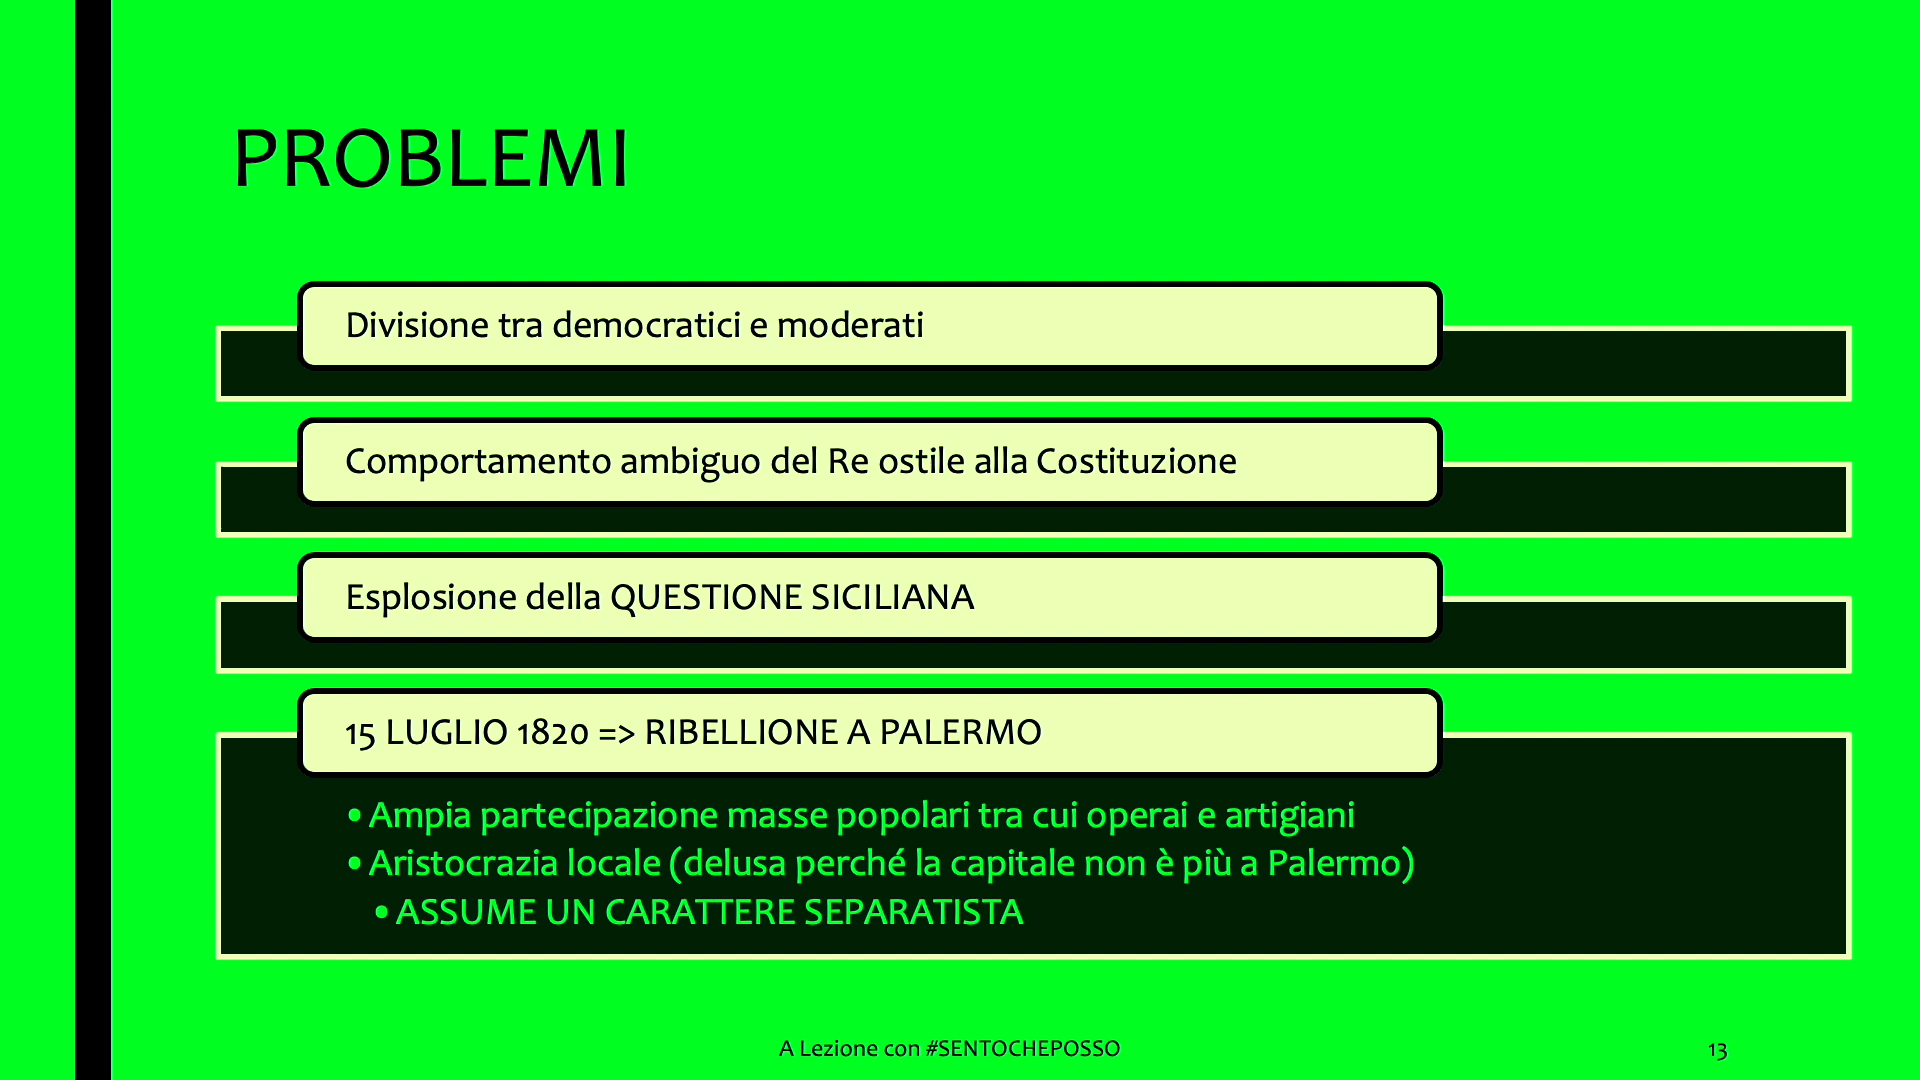 PROBLEMI
Divisione tra democratici e moderati
Comportamento ambiguo del Re ostile alla Costituzione
Esplosione della QUESTIONE SICILIANA
15 LUGLIO 1820 => RIBELLIONE A PALERMO
• Ampia partecipazione masse popolari tra cui operai e artigiani
• Aristocrazia locale (delusa perché la capitale non è più a Palermo)
• ASSUME UN CARATTERE SEPARATISTA
A Lezione con #SENTOCHEPOSSO
13